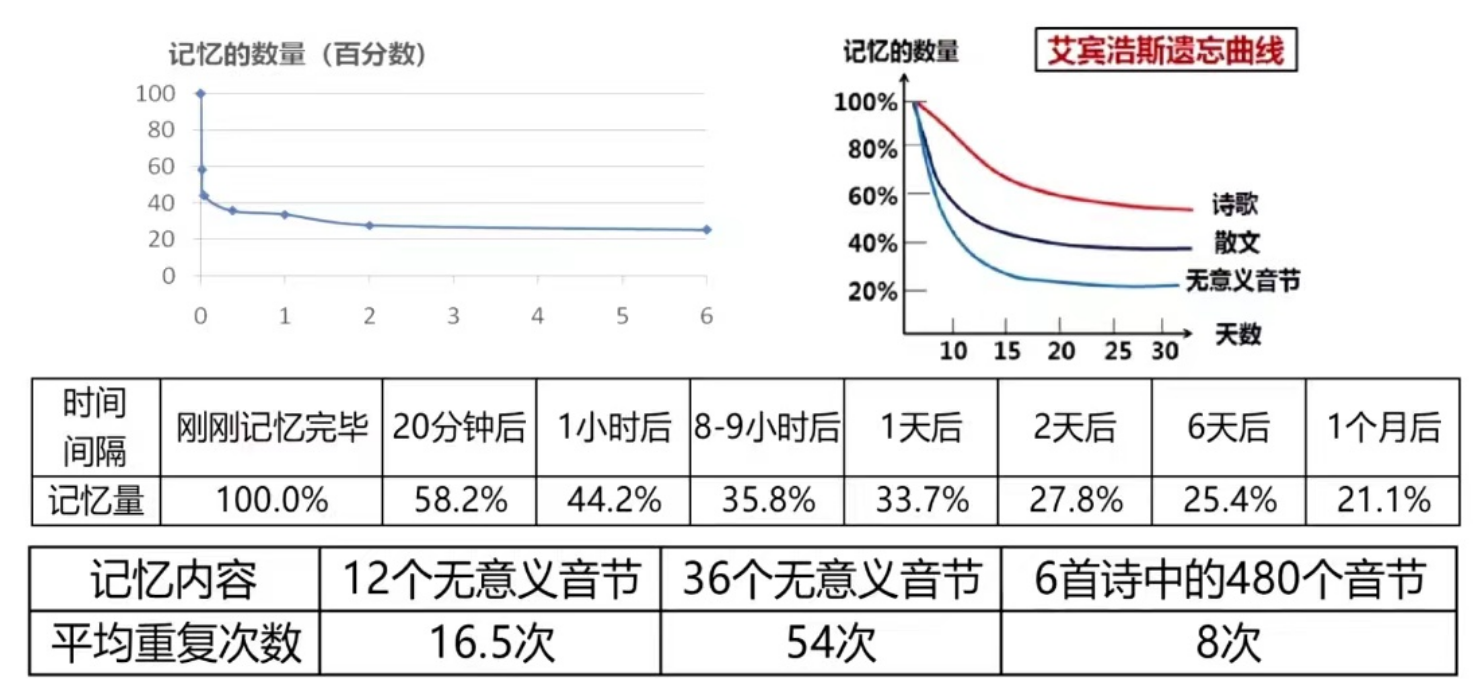 记忆的数量（百分数）
100
80
60
40
20
0
0 1 2 3 4 5 6
艾宾浩斯遗忘曲线
记忆的数量
100%
80%
60%
40%
20%
诗歌
散文
无意义音节
10 15 20 25 30
天数
时间
间隔
刚刚记忆完毕 20分钟后 1小时后 8-9小时后 1天后 2天后 6天后 1个月后
记忆量 100.0% 58.2% 44.2% 35.8% 33.7% 27.8% 25.4% 21.1%
记忆内容 12个无意义音节 36个无意义音节 6首诗中的480个音节
平均重复次数 16.5次 54次 8次